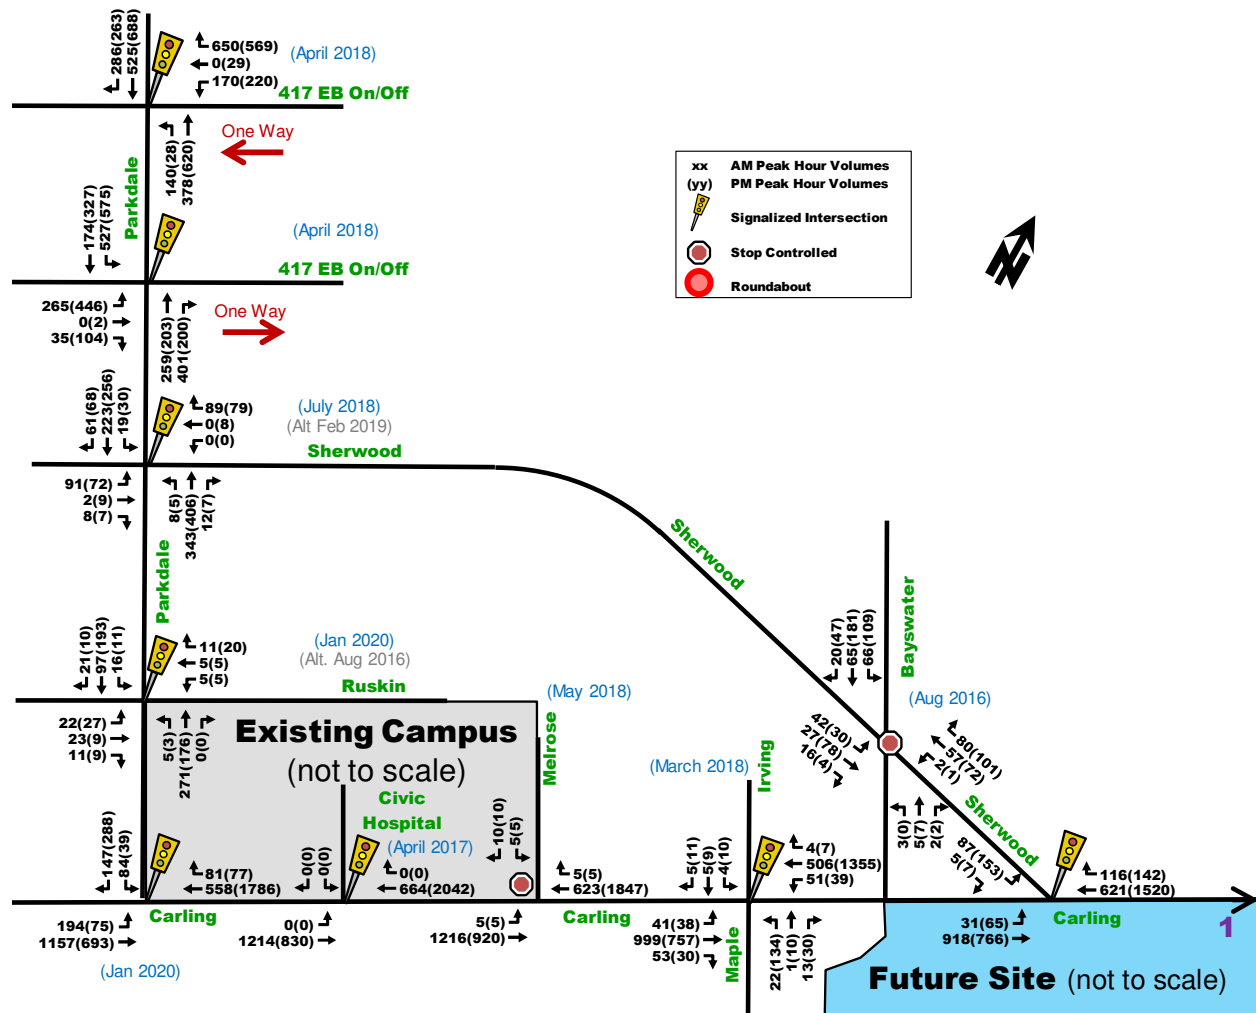 286(263)
525(688)
650(569)
0(29)
170(220)
(April 2018)
417 EB On/Off
One Way
140(28)
378(620)
Parkdale
174(327)
527(575)
(April 2018)
417 EB On/Off
One Way
265(446)
0(2)
35(104)
259(203)
401(200)
xx AM Peak Hour Volumes
(yy) PM Peak Hour Volumes
Signalized Intersection
Stop Controlled
Roundabout
N
61(68)
223(256)
19(30)
89(79)
0(8)
0(0)
(July 2018)
(Alt Feb 2019)
Sherwood
91(72)
2(9)
8(7)
8(5)
343(406)
12(7)
Parkdale
Sherwood
Bayswater
21(10)
97(193)
16(11)
11(20)
5(5)
5(5)
(Jan 2020)
(Alt. Aug 2016)
Ruskin
20(47)
65(181)
66(109)
(Aug 2016)
22(27)
23(9)
11(9)
5(3)
271(176)
0(0)
Existing Campus
(not to scale)
(May 2018)
Melrose
(March 2018)
Irving
42(30)
27(78)
16(4)
80(101)
57(72)
2(1)
3(0)
5(7)
2(2)
Sherwood
87(153)
5(7)
147(288)
84(39)
81(77)
558(1786)
Civic
Hospital
(April 2017)
0(0)
0(0)
0(0)
664(2042)
10(10)
5(5)
5(5)
623(1847)
5(11)
5(9)
4(10)
4(7)
506(1355)
51(39)
116(142)
621(1520)
194(75)
1157(693)
Carling
(Jan 2020)
0(0)
1214(830)
5(5)
1216(920)
Carling
41(38)
999(757)
53(30)
Maple
22(134)
1(10)
13(30)
31(65)
918(766)
Carling
1
Future Site (not to scale)